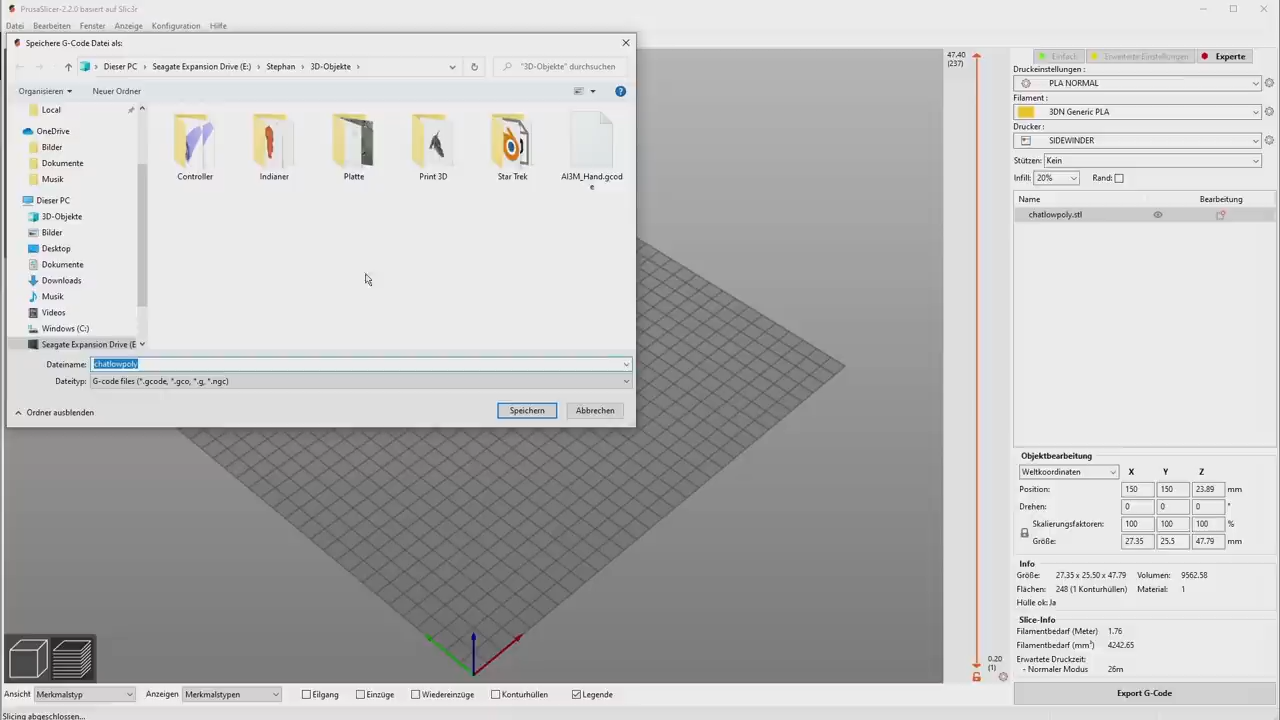 PrusaSlicer-2.2.0 basiert auf Slic3r
Datei Bearbeiten Fenster Anzeige Konfiguration Hilfe
Speichere G-Code Datei als:
Dieser PC > Seagate Expansion Drive (E:) > Stephan > 3D-Objekte
"3D-Objekte" durchsuchen
Organisieren Neuer Ordner
Local
OneDrive
Bilder
Dokumente
Musik
Dieser PC
3D-Objekte
Bilder
Desktop
Dokumente
Downloads
Musik
Videos
Windows (C:)
Seagate Expansion Drive (E
Controller
Indianer
Platte
Print 3D
Star Trek
AI3M_Hand.gcod
e
Dateiname: chatlowpoly
Dateityp: G-code files (*.gcode, *.gco, *.g, *.ngc)
Ordner ausblenden
Speichern
Abbrechen
47.40
(237)
0.20
(1)
Einfach Erweiterte Einstellungen Experte
Druckeinstellungen :
PLA NORMAL
Filament :
3DN Generic PLA
Drucker :
SIDEWINDER
Stützen: Kein
Infill: 20% Rand:
Name Bearbeitung
chatlowpoly.stl
Objektbearbeitung
Weltkoordinaten X Y Z
Position: 150 150 23.89 mm
Drehen: 0 0 0 °
Skalierungsfaktoren: 100 100 100 %
Größe: 27.35 25.5 47.79 mm
Info
Größe: 27.35 x 25.50 x 47.79 Volumen: 9562.58
Flächen: 248 (1 Konturhüllen) Material: 1
Hülle ok: Ja
Slice-Info
Filamentbedarf (Meter) 1.76
Filamentbedarf (mm³) 4242.65
Erwartete Druckzeit:
- Normaler Modus 26m
Export G-Code
Ansicht Merkmalstyp Anzeigen Merkmalstypen Eilgang Einzüge Wiedereinzüge Konturhüllen Legende
Slicing abgeschlossen...